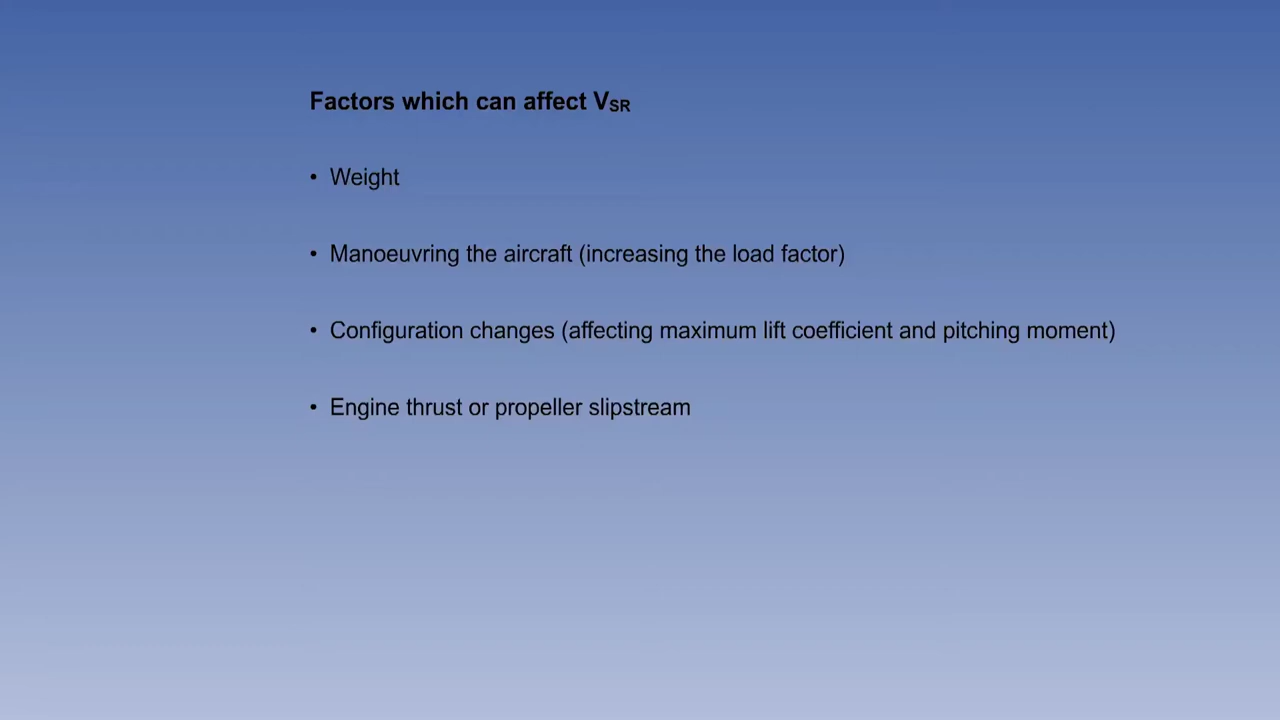 Factors which can affect VSR
• Weight
• Manoeuvring the aircraft (increasing the load factor)
• Configuration changes (affecting maximum lift coefficient and pitching moment)
• Engine thrust or propeller slipstream